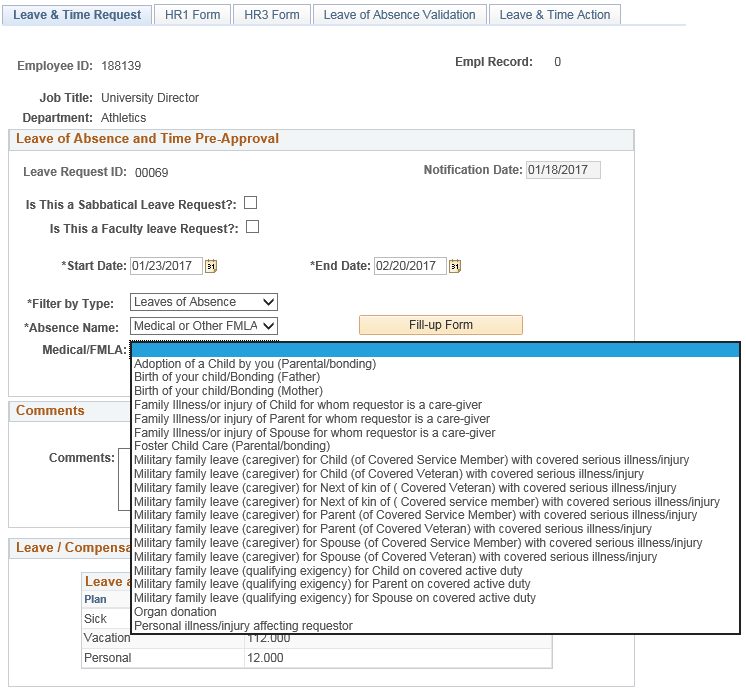 Leave & Time Request HR1 Form HR3 Form Leave of Absence Validation Leave & Time Action
Employee ID: 188139 Empl Record: 0
Job Title: University Director
Department: Athletics
Leave of Absence and Time Pre-Approval
Leave Request ID: 00069 Notification Date: 01/18/2017
Is This a Sabbatical Leave Request?:
Is This a Faculty leave Request?:
*Start Date: 01/23/2017 31 *End Date: 02/20/2017 31
*Filter by Type: Leaves of Absence
*Absence Name: Medical or Other FMLA Fill-up Form
Medical/FMLA:
Adoption of a Child by you (Parental/bonding)
Birth of your child/Bonding (Father)
Birth of your child/Bonding (Mother)
Family Illness/or injury of Child for whom requestor is a care-giver
Family Illness/or injury of Parent for whom requestor is a care-giver
Family Illness/or injury of Spouse for whom requestor is a care-giver
Foster Child Care (Parental/bonding)
Military family leave (caregiver) for Child (of Covered Service Member) with covered serious illness/injury
Military family leave (caregiver) for Child (of Covered Veteran) with covered serious illness/injury
Military family leave (caregiver) for Next of kin of ( Covered Veteran) with covered serious illness/injury
Military family leave (caregiver) for Next of kin of ( Covered service member) with covered serious illness/injury
Military family leave (caregiver) for Parent (of Covered Service Member) with covered serious illness/injury
Military family leave (caregiver) for Parent (of Covered Veteran) with covered serious illness/injury
Military family leave (caregiver) for Spouse (of Covered Service Member) with covered serious illness/injury
Military family leave (caregiver) for Spouse (of Covered Veteran) with covered serious illness/injury
Military family leave (qualifying exigency) for Child on covered active duty
Military family leave (qualifying exigency) for Parent on covered active duty
Military family leave (qualifying exigency) for Spouse on covered active duty
Organ donation
Personal illness/injury affecting requestor
Comments
Comments:
Leave / Compensa
Leave a
Plan
Sick
Vacation 112.000
Personal 12.000